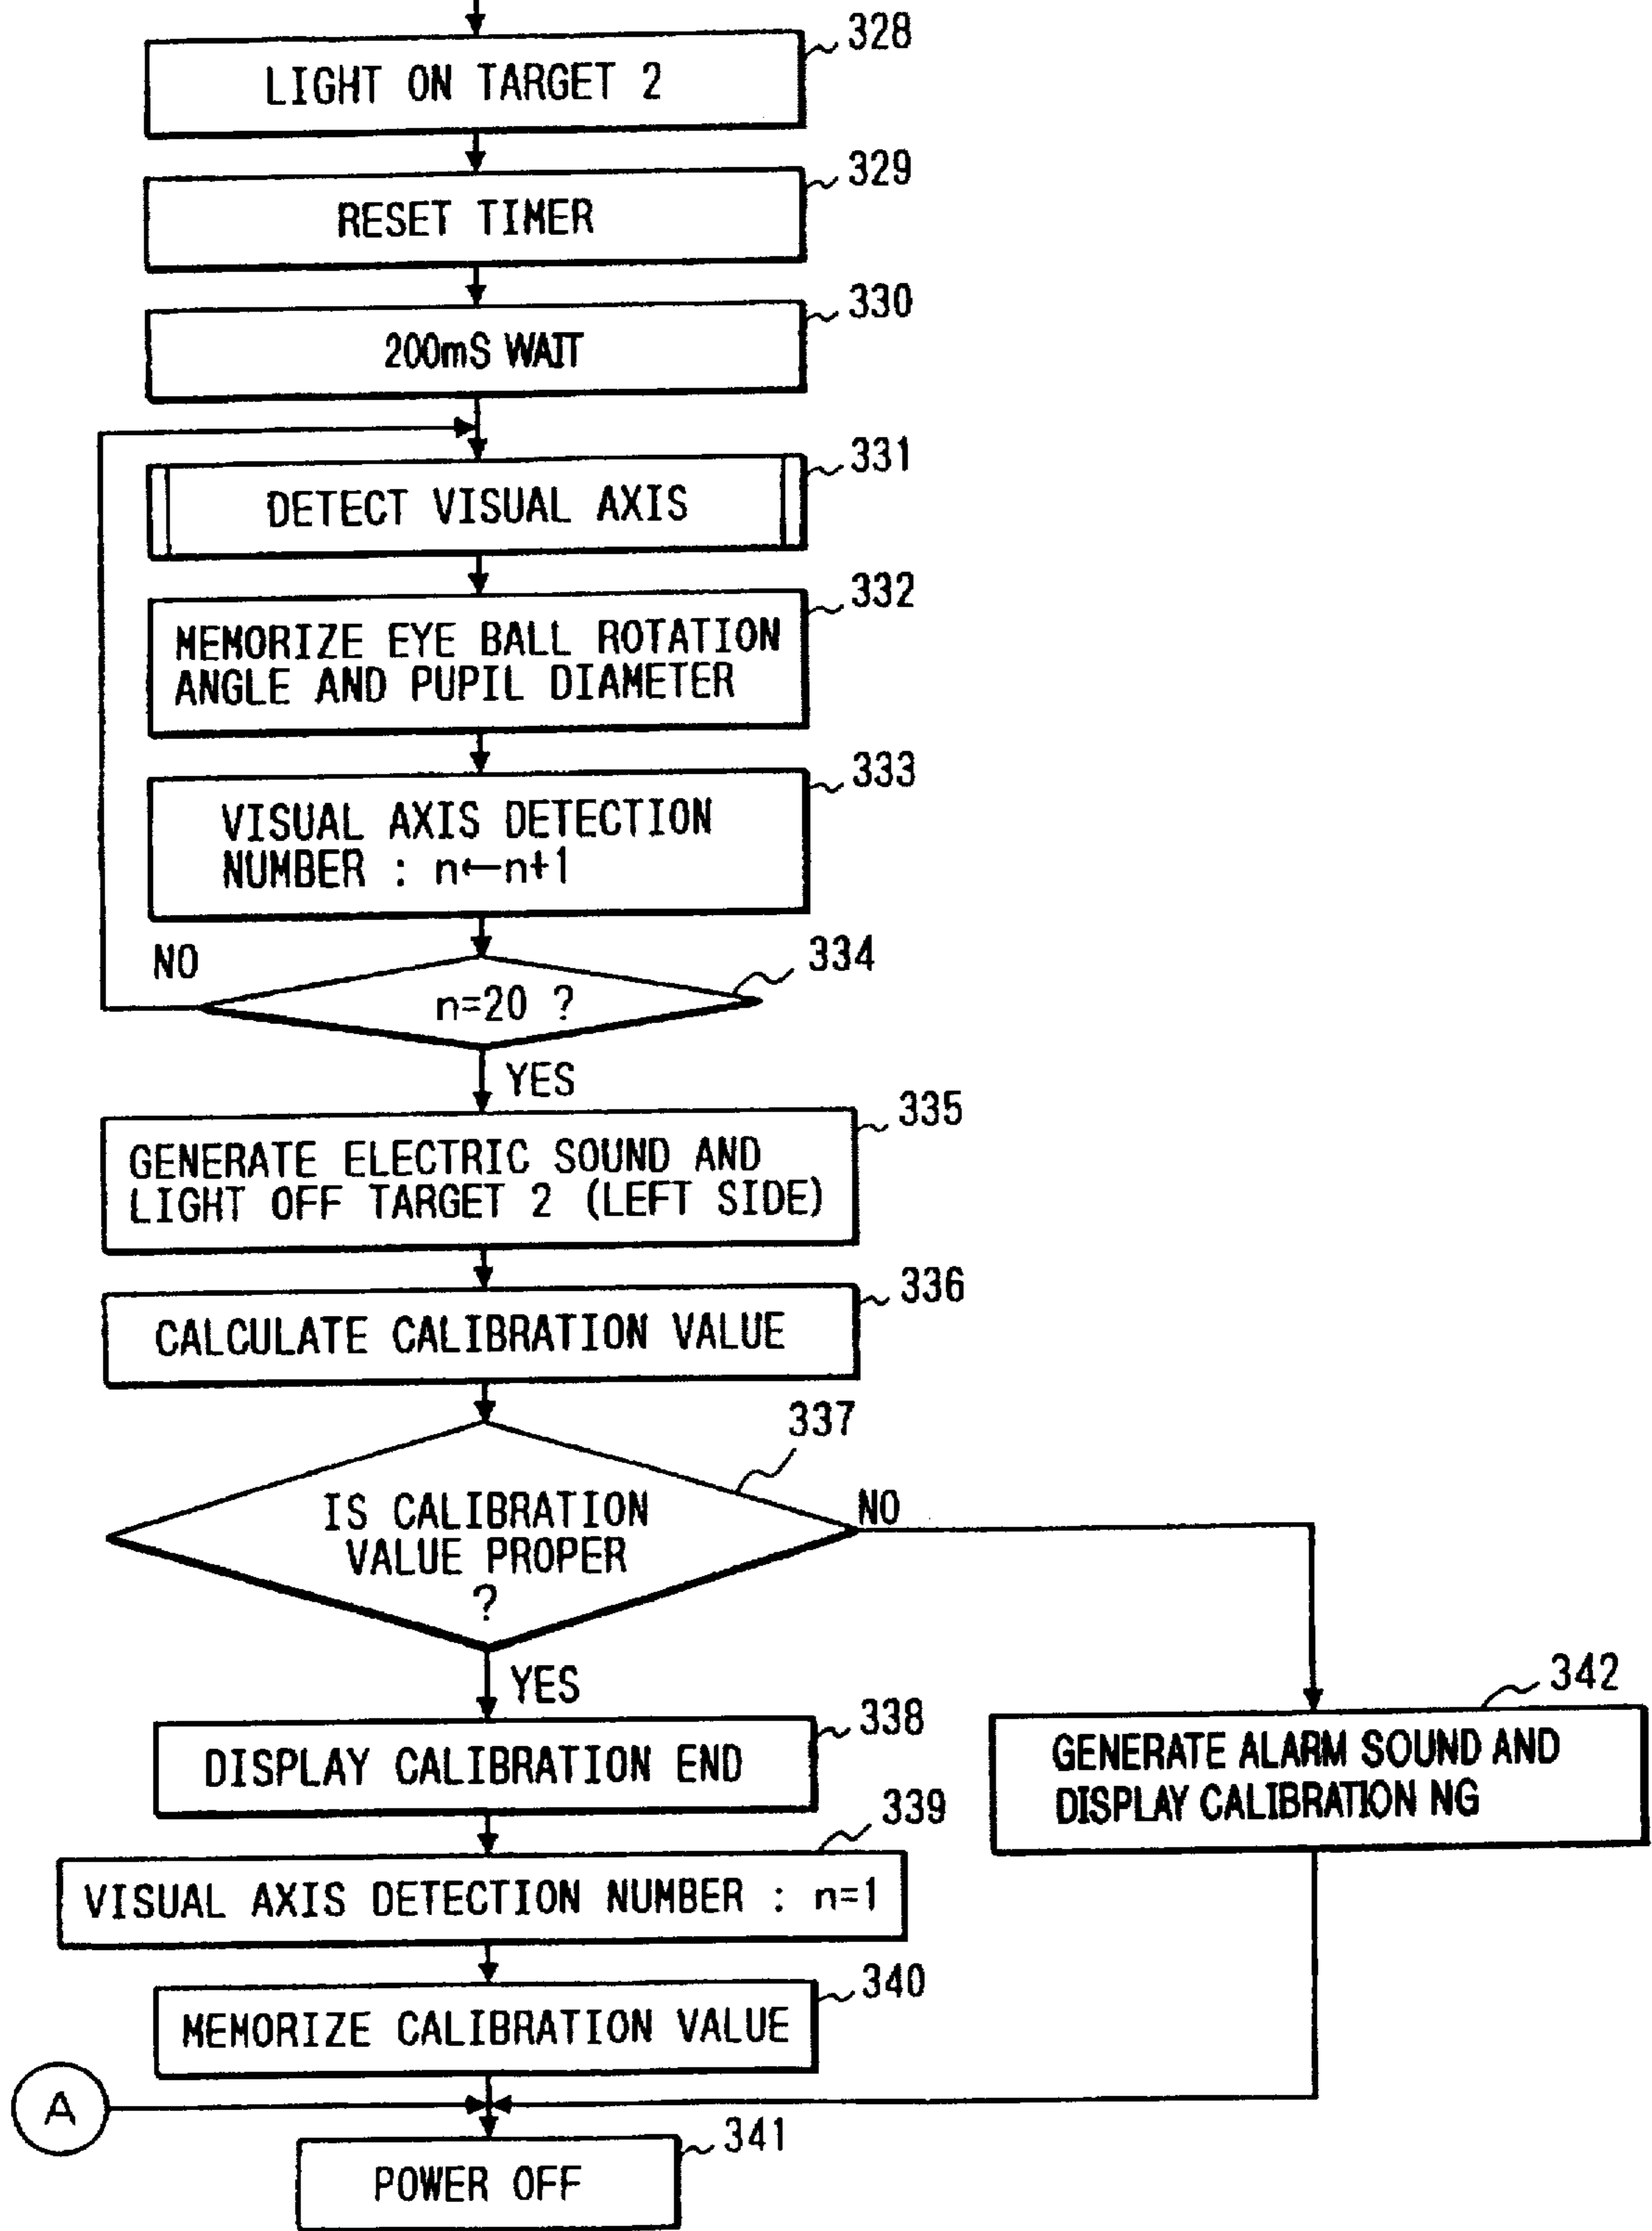 328
LIGHT ON TARGET 2
329
RESET TIMER
330
200mS WAIT
331
DETECT VISUAL AXIS
332
MEMORIZE EYE BALL ROTATION
ANGLE AND PUPIL DIAMETER
333
VISUAL AXIS DETECTION
NUMBER : n←n+1
NO
334
n=20 ?
YES
335
GENERATE ELECTRIC SOUND AND
LIGHT OFF TARGET 2 (LEFT SIDE)
336
CALCULATE CALIBRATION VALUE
337
IS CALIBRATION
VALUE PROPER
?
NO
YES
338
DISPLAY CALIBRATION END
342
GENERATE ALARM SOUND AND
DISPLAY CALIBRATION NG
339
VISUAL AXIS DETECTION NUMBER : n=1
340
MEMORIZE CALIBRATION VALUE
A
341
POWER OFF